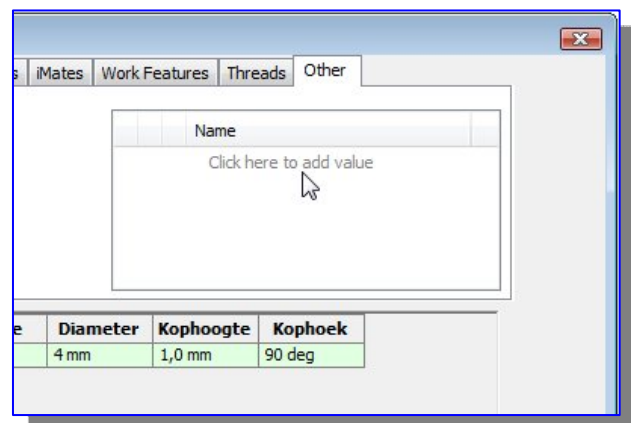 iMates Work Features Threads Other
Name
Click here to add value
Diameter Kophoogte Kophoek
4 mm 1,0 mm 90 deg